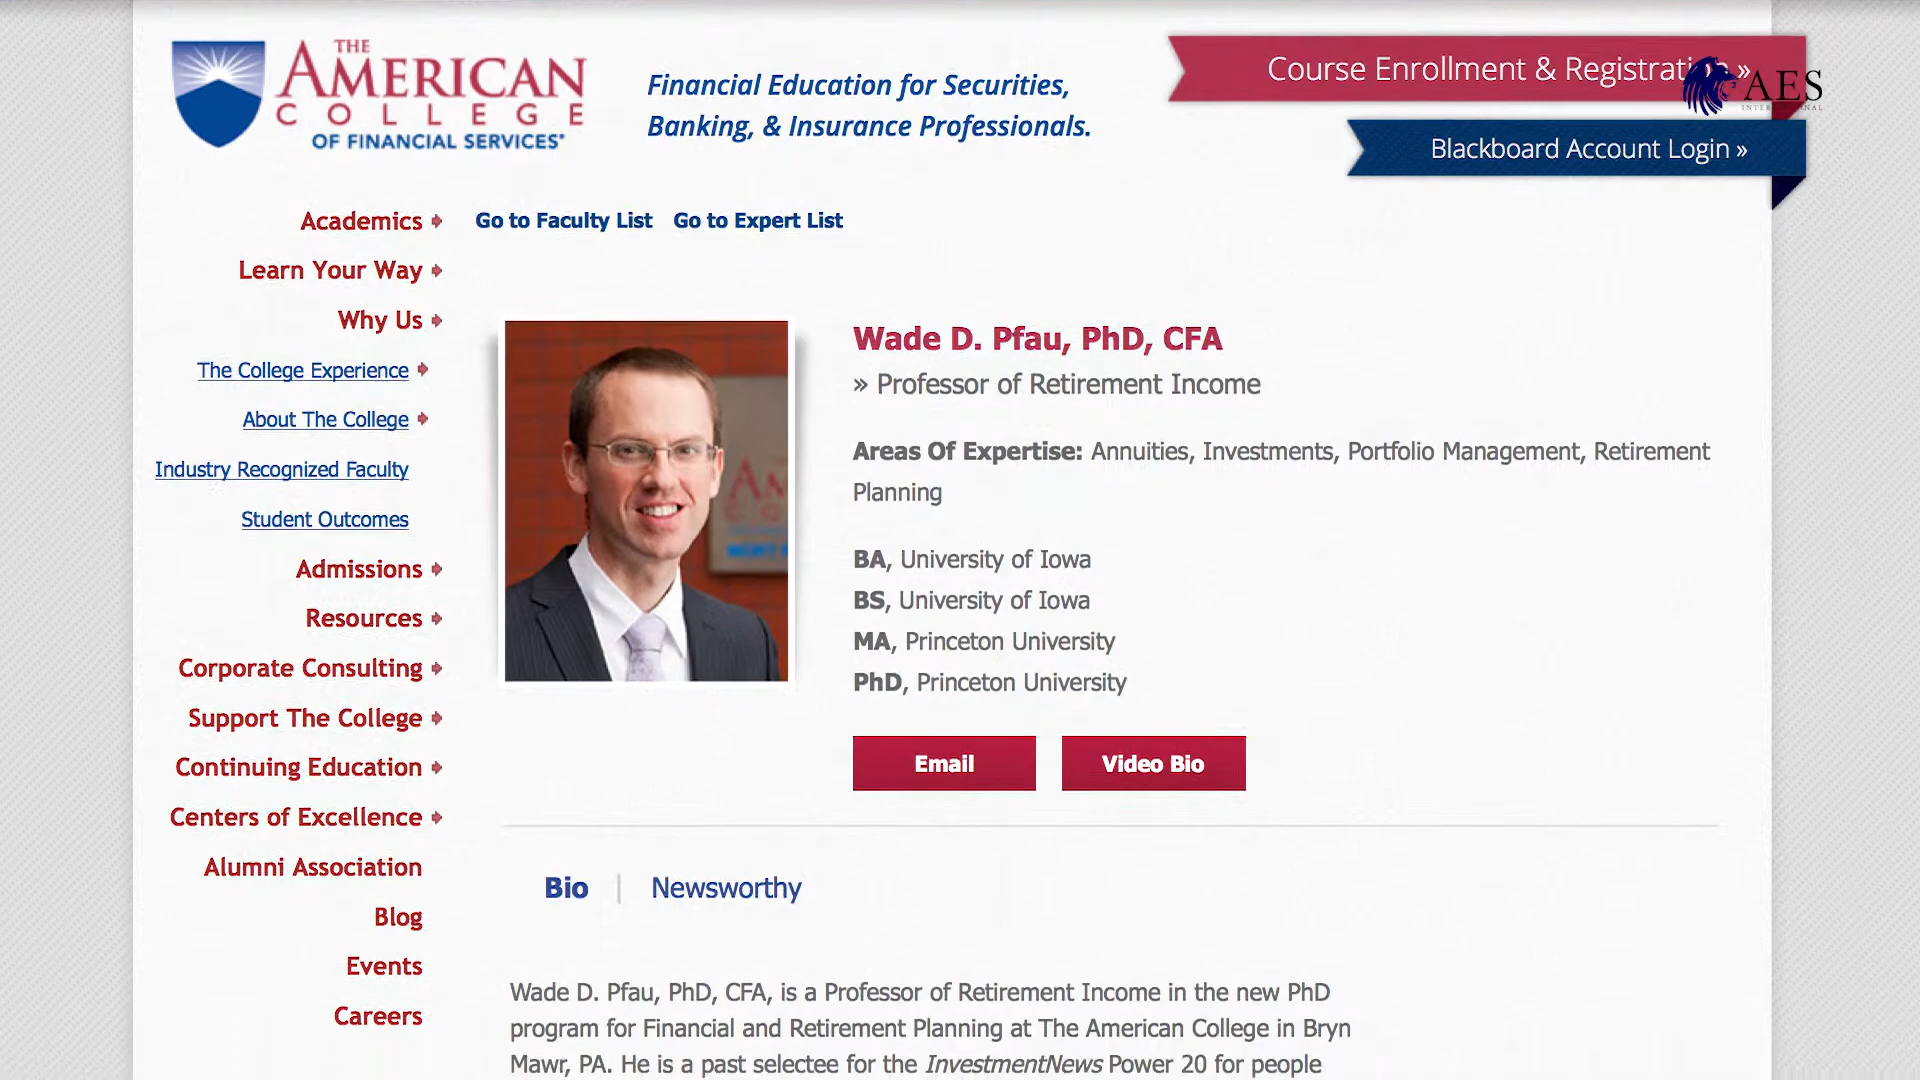 THE
AMERICAN
COLLEGE
OF FINANCIAL SERVICES®
Financial Education for Securities,
Banking, & Insurance Professionals.
Course Enrollment & Registration »
AES
INTERNATIONAL
Blackboard Account Login »
Academics
Learn Your Way
Why Us
The College Experience
About The College
Industry Recognized Faculty
Student Outcomes
Admissions
Resources
Corporate Consulting
Support The College
Continuing Education
Centers of Excellence
Alumni Association
Blog
Events
Careers
Go to Faculty List Go to Expert List
Wade D. Pfau, PhD, CFA
» Professor of Retirement Income
Areas Of Expertise: Annuities, Investments, Portfolio Management, Retirement
Planning
BA, University of Iowa
BS, University of Iowa
MA, Princeton University
PhD, Princeton University
Email Video Bio
Bio | Newsworthy
Wade D. Pfau, PhD, CFA, is a Professor of Retirement Income in the new PhD
program for Financial and Retirement Planning at The American College in Bryn
Mawr, PA. He is a past selectee for the InvestmentNews Power 20 for people